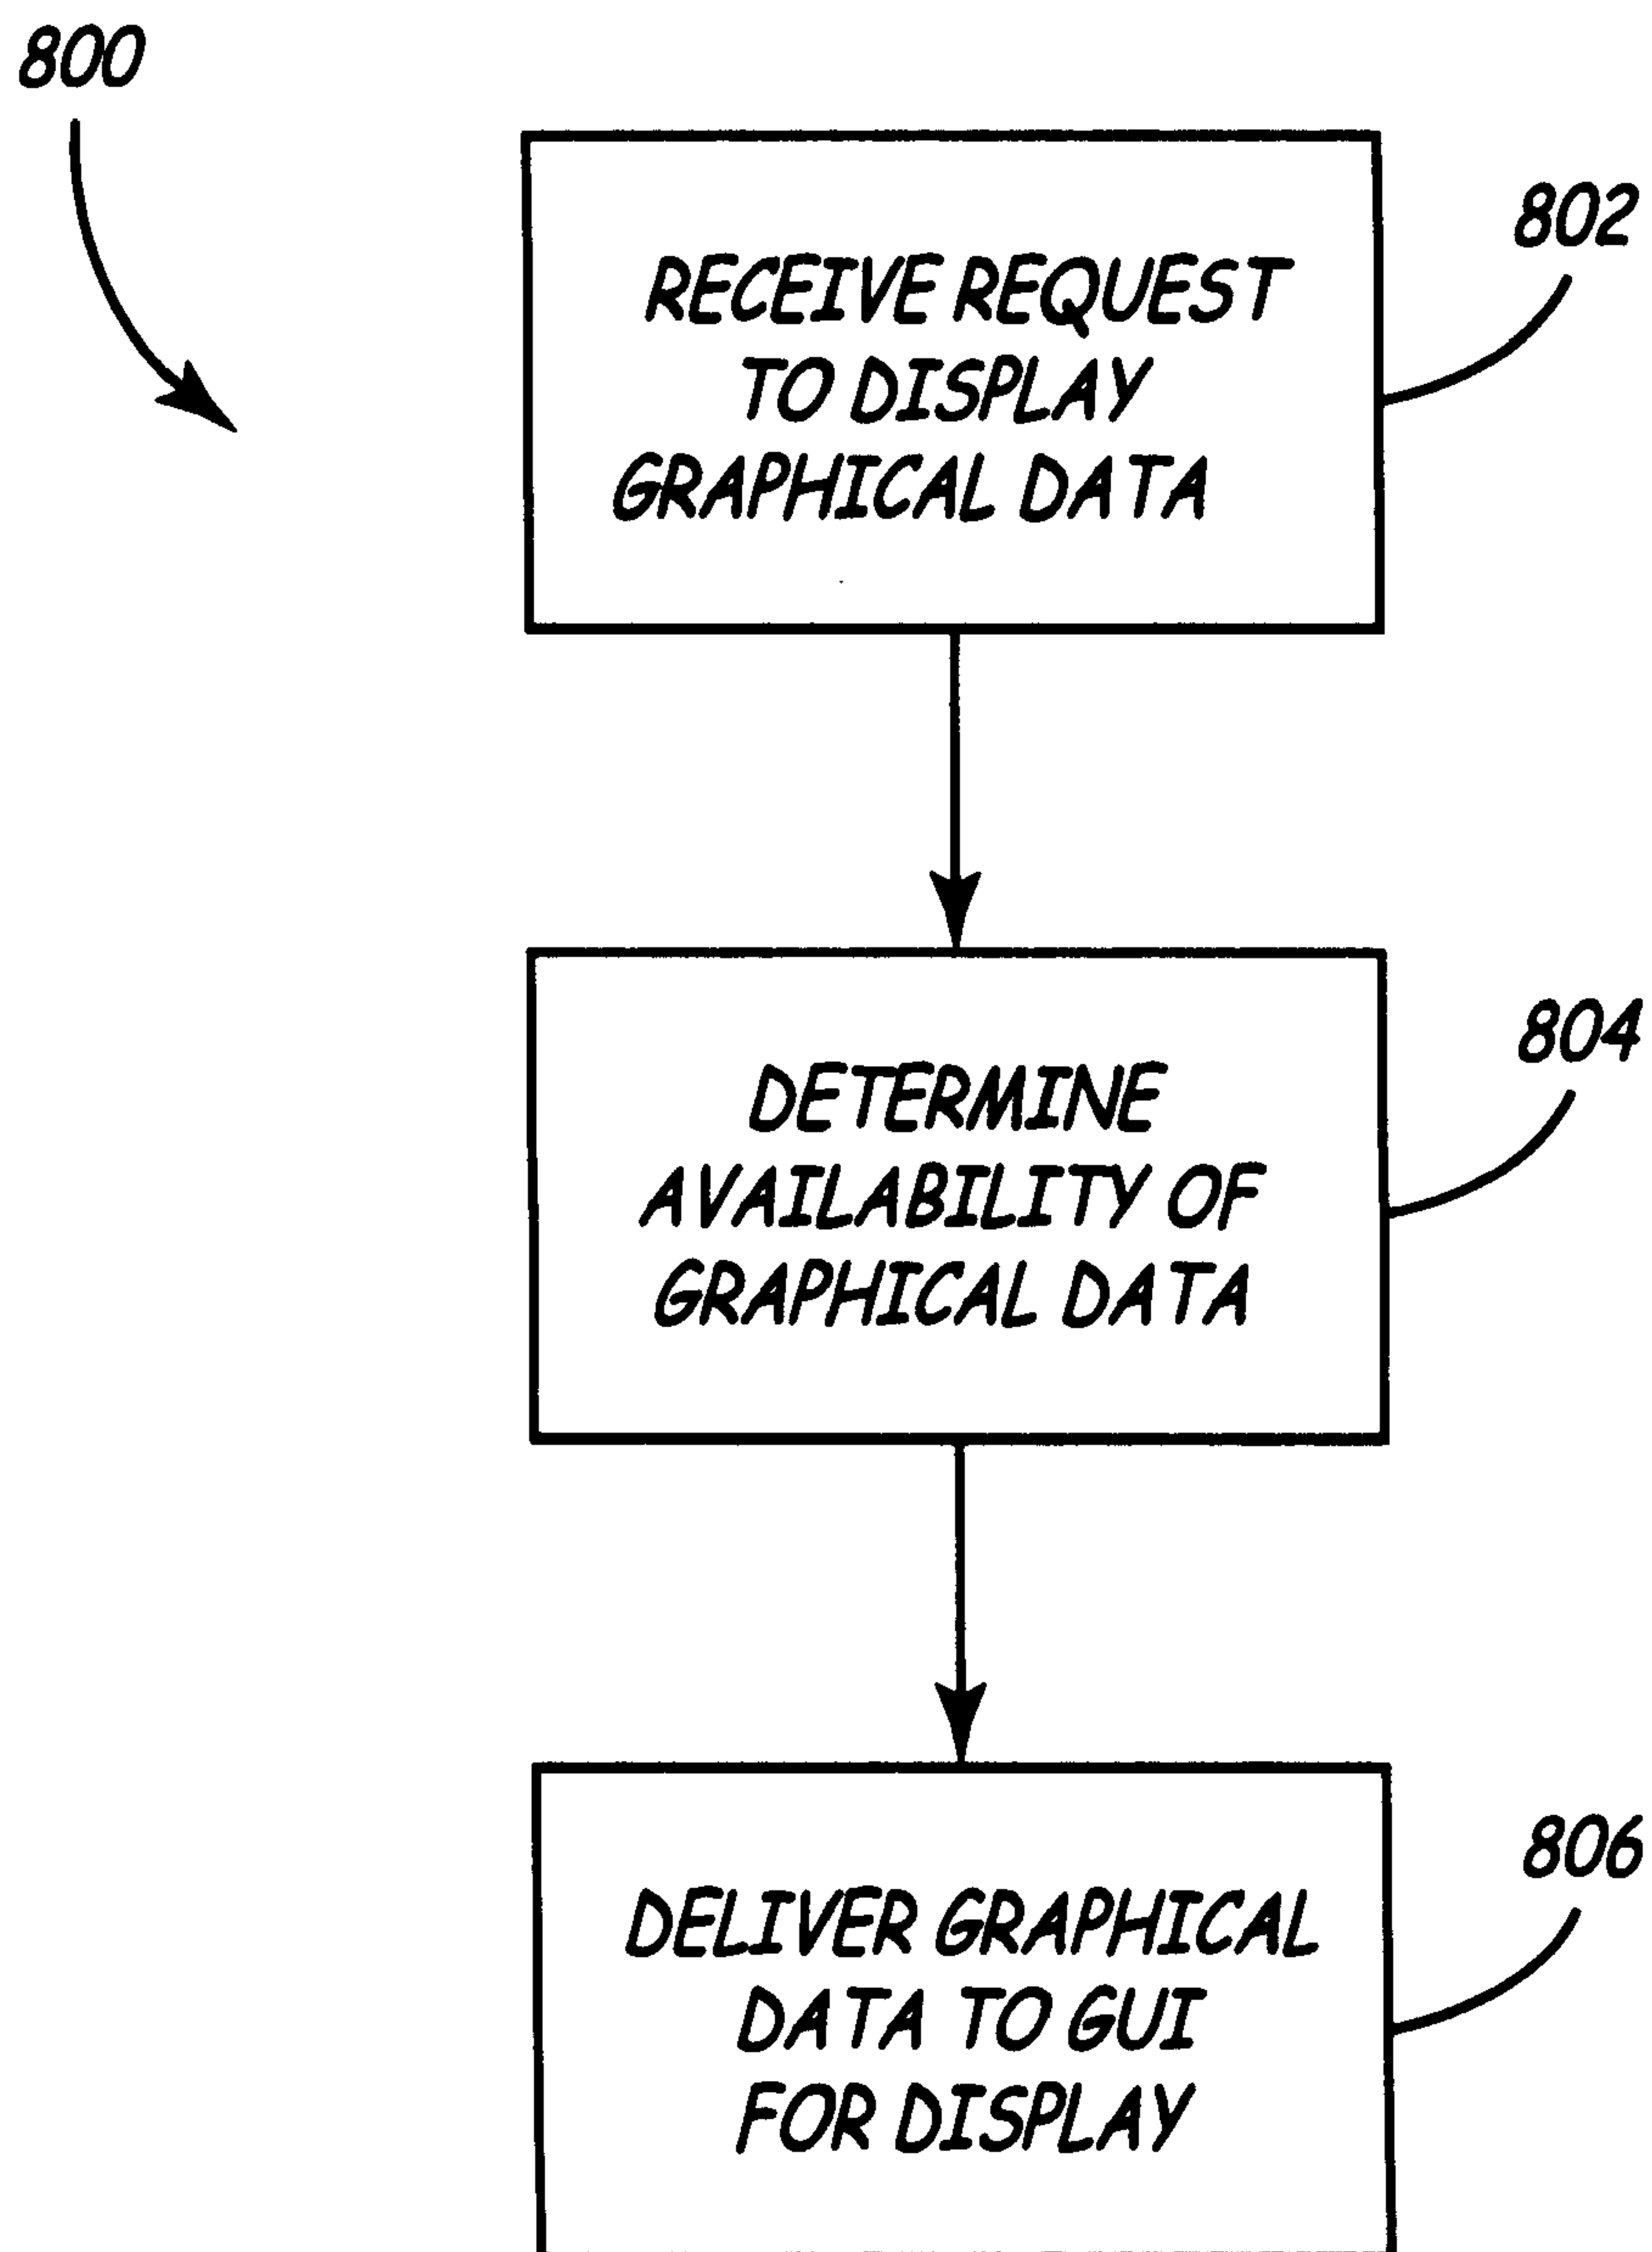 800
802
RECEIVE REQUEST
TO DISPLAY
GRAPHICAL DATA
804
DETERMINE
AVAILABILITY OF
GRAPHICAL DATA
806
DELIVER GRAPHICAL
DATA TO GUI
FOR DISPLAY